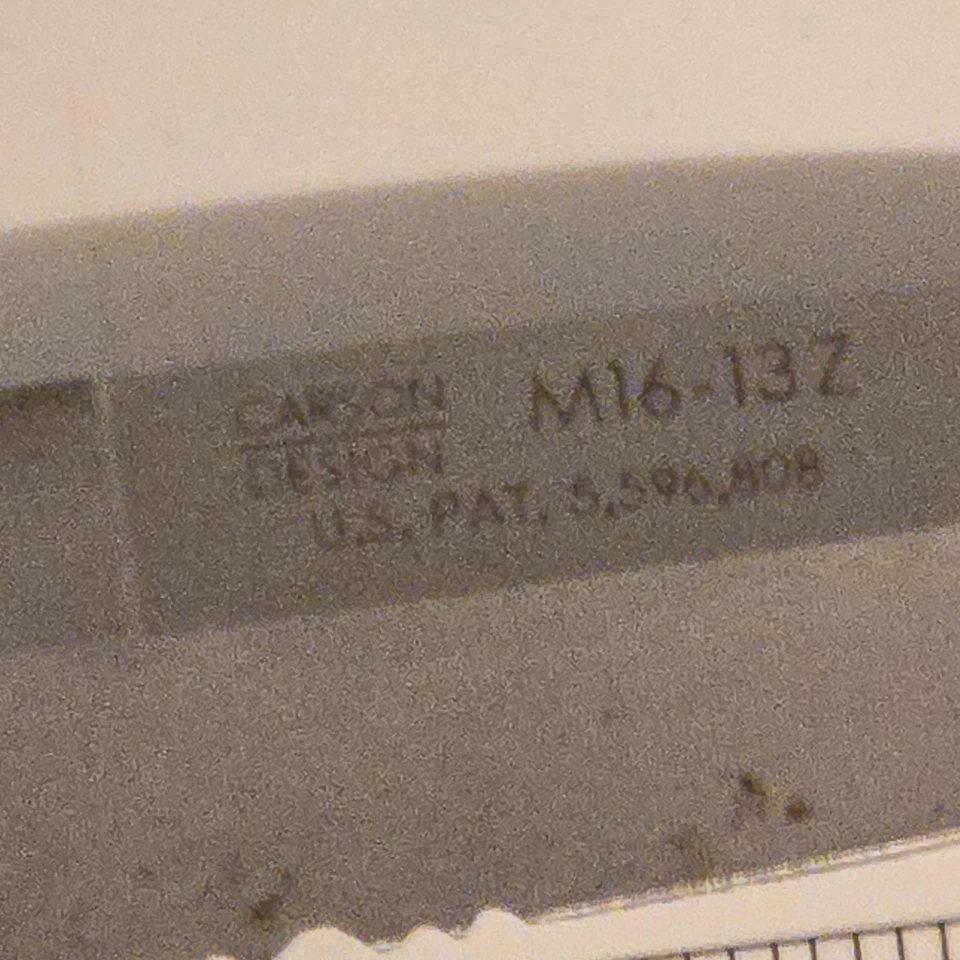 CARSON M16-13Z
DESIGN
U.S. PAT. 5,596,808